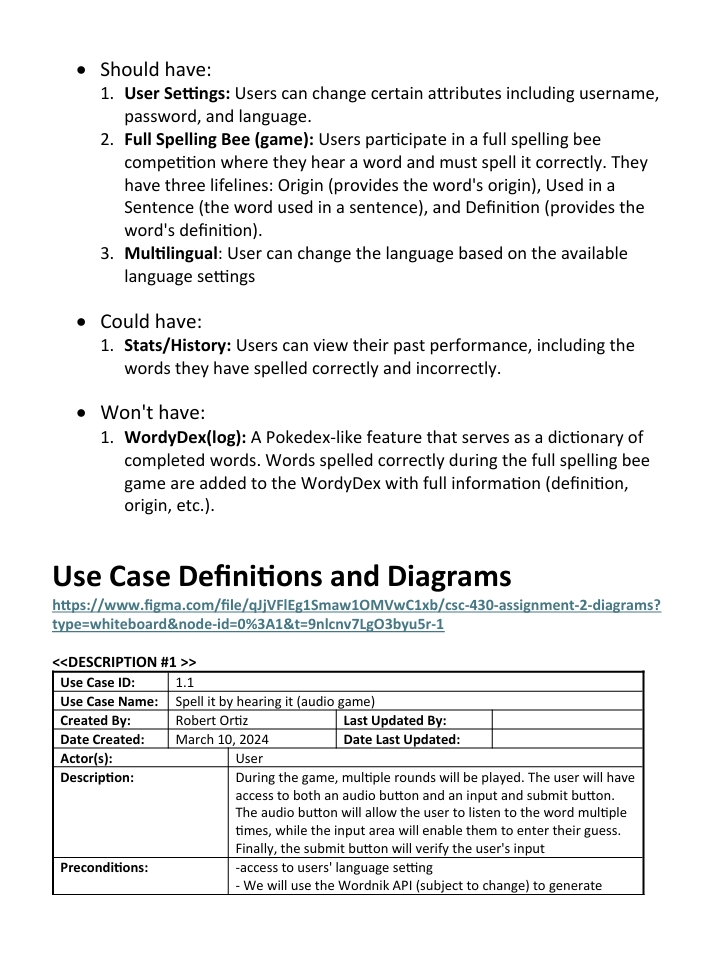 • Should have:
1. User Settings: Users can change certain attributes including username,
password, and language.
2. Full Spelling Bee (game): Users participate in a full spelling bee
competition where they hear a word and must spell it correctly. They
have three lifelines: Origin (provides the word's origin), Used in a
Sentence (the word used in a sentence), and Definition (provides the
word's definition).
3. Multilingual: User can change the language based on the available
language settings
• Could have:
1. Stats/History: Users can view their past performance, including the
words they have spelled correctly and incorrectly.
• Won't have:
1. WordyDex(log): A Pokedex-like feature that serves as a dictionary of
completed words. Words spelled correctly during the full spelling bee
game are added to the WordyDex with full information (definition,
origin, etc.).
Use Case Definitions and Diagrams
https://www.figma.com/file/qJjVFlEg1Smaw1OMVwC1xb/csc-430-assignment-2-diagrams?
type=whiteboard&node-id=0%3A1&t=9nlcnv7LgO3byu5r-1
<<DESCRIPTION #1 >>
Use Case ID: 1.1
Use Case Name: Spell it by hearing it (audio game)
Created By: Robert Ortiz Last Updated By:
Date Created: March 10, 2024 Date Last Updated:
Actor(s): User
Description: During the game, multiple rounds will be played. The user will have
access to both an audio button and an input and submit button.
The audio button will allow the user to listen to the word multiple
times, while the input area will enable them to enter their guess.
Finally, the submit button will verify the user's input
Preconditions: -access to users' language setting
- We will use the Wordnik API (subject to change) to generate